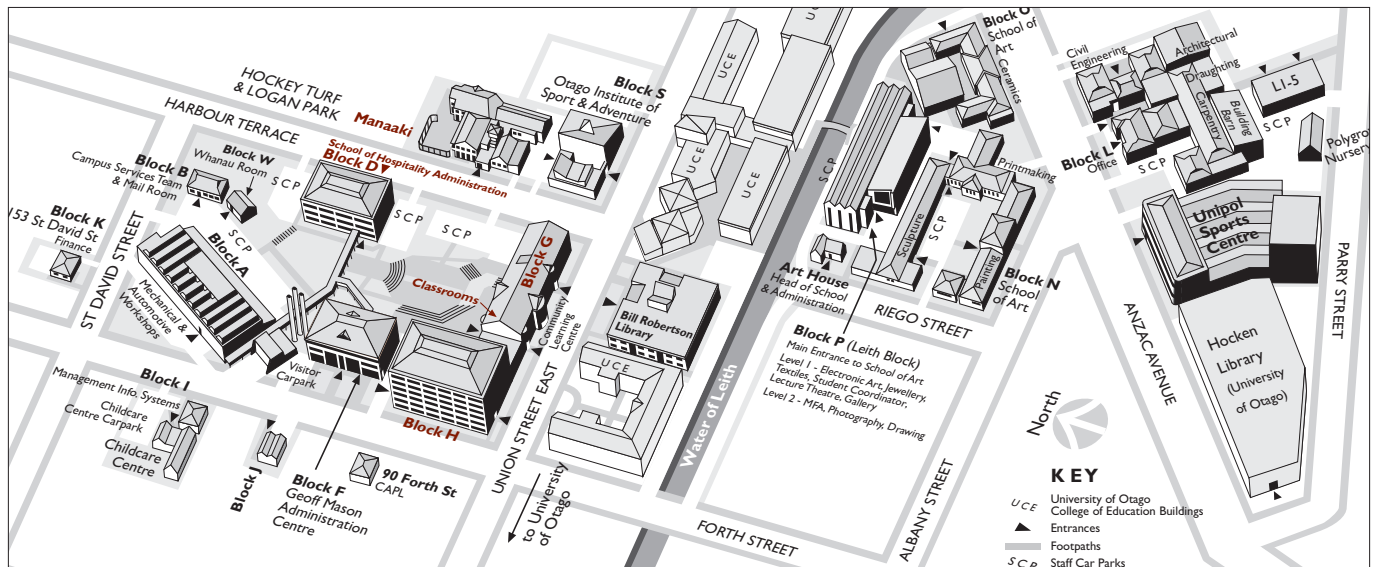 HOCKEY TURF
& LOGAN PARK
HARBOUR TERRACE
Manaaki
School of Hospitality Administration
Block D
Block S
Otago Institute of
Sport & Adventure
Block B
Campus Services Team
& Mail Room
Block W
Whanau Room
S C P
S C P
S C P
S C P
Block K
153 St David St
Finance
ST DAVID STREET
Block A
Mechanical &
Automotive
Workshops
Classrooms
Block G
Community
Learning
Centre
Visitor
Carpark
Block H
Block I
Management Info. Systems
Childcare
Centre Carpark
Childcare
Centre
Block J
Block F
Geoff Mason
Administration
Centre
90 Forth St
CAPL
UNION STREET EAST
to University
of Otago
FORTH STREET
UCE
UCE
UCE
UCE
UCE
Bill Robertson
Library
Water of Leith
S C P
Block O
School of
Art
Ceramics
Printmaking
Sculpture
S C P
Painting
Block N
School
of Art
Art House
Head of School
& Administration
RIEGO STREET
Block P (Leith Block)
Main Entrance to School of Art
Level 1 - Electronic Art, Jewellery,
Textiles, Student Coordinator,
Lecture Theatre, Gallery
Level 2 - MFA, Photography, Drawing
ALBANY STREET
ANZAC AVENUE
PARRY STREET
Civil
Engineering
Architectural
Draughting
Carpentry
Building
Barn
L1-5
S C P
Block L
Office
S C P
Polygro
Nursery
Unipol
Sports
Centre
Hocken
Library
(University
of Otago)
North
KEY
UCE
University of Otago
College of Education Buildings
Entrances
Footpaths
S C P
Staff Car Parks